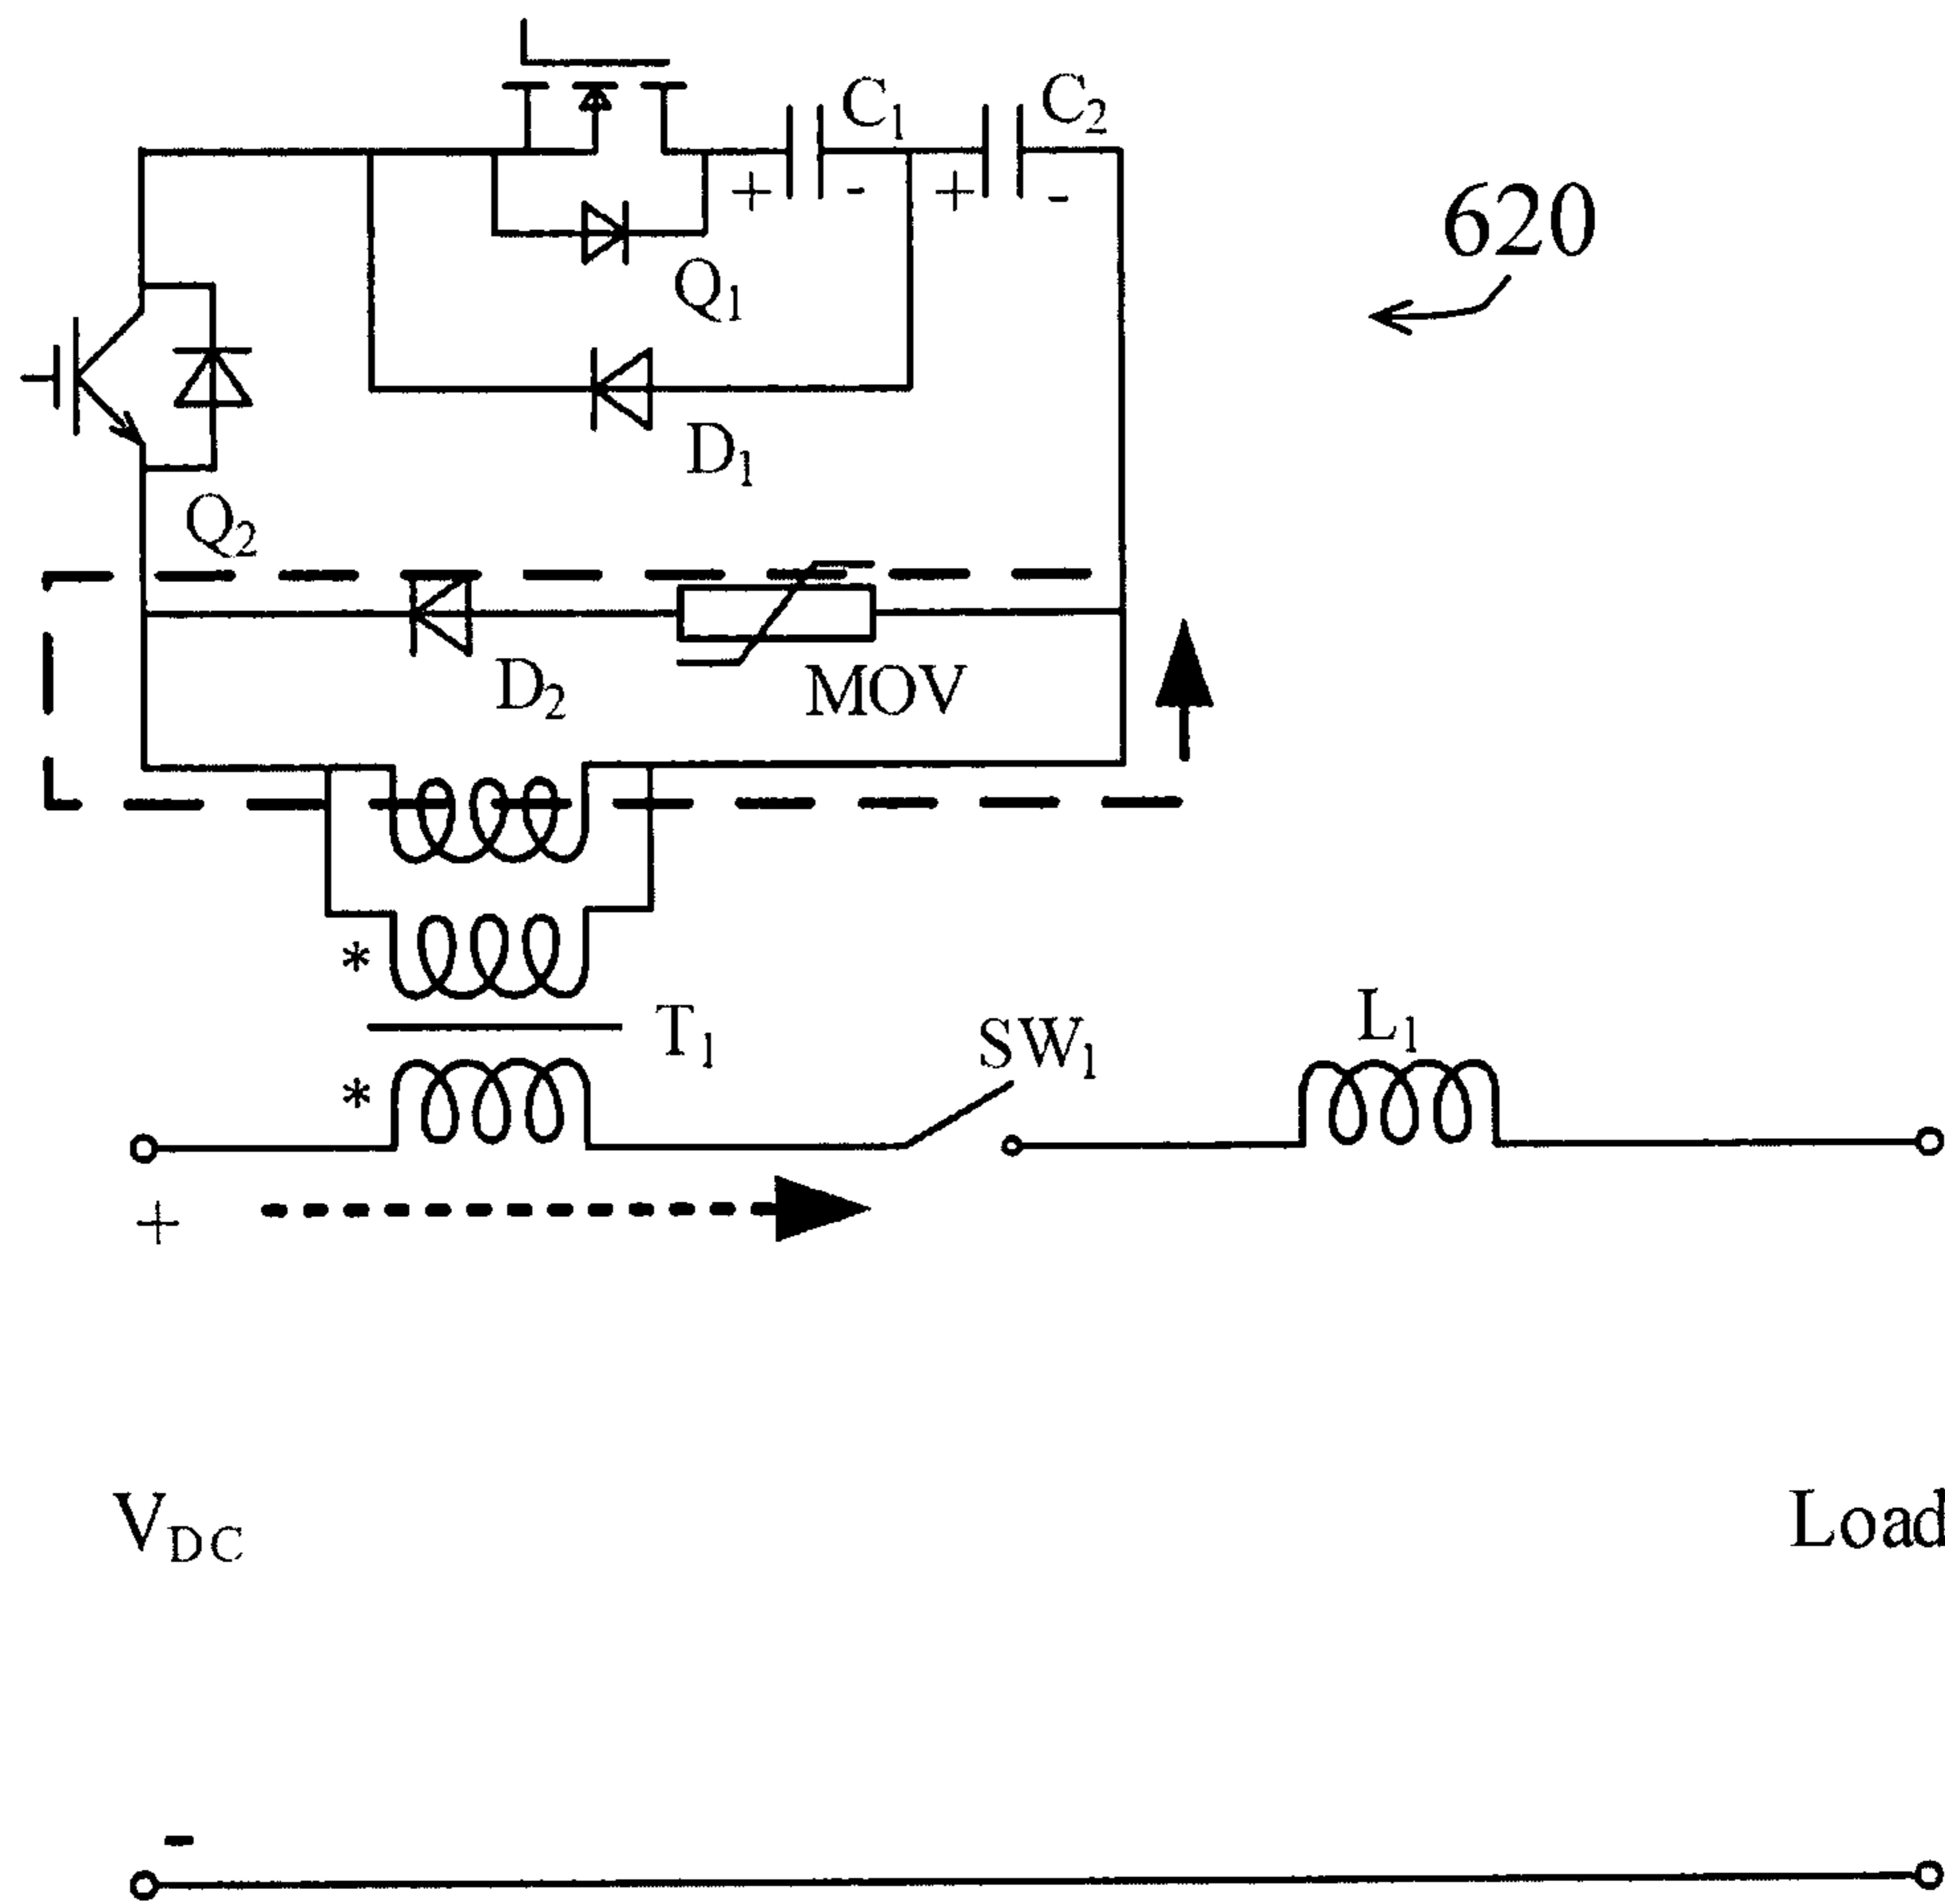 C1
C2
+ - + -
620
Q1
D1
Q2
D2
MOV
*
T1
SW1
L1
*
+
VDC
Load
-